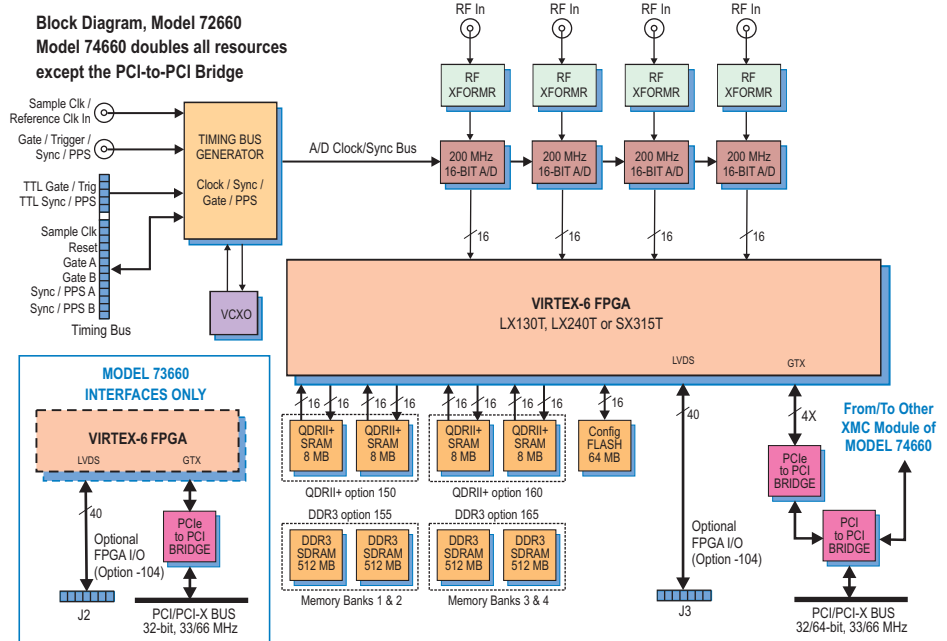 Block Diagram, Model 72660
Model 74660 doubles all resources
except the PCI-to-PCI Bridge
RF In
RF In
RF In
RF In
RF
XFORMR
RF
XFORMR
RF
XFORMR
RF
XFORMR
Sample Clk /
Reference Clk In
Gate / Trigger /
Sync / PPS
TTL Gate / Trig
TTL Sync / PPS
Sample Clk
Reset
Gate A
Gate B
Sync / PPS A
Sync / PPS B
Timing Bus
TIMING BUS
GENERATOR
Clock / Sync /
Gate / PPS
VCXO
A/D Clock/Sync Bus
200 MHz
16-BIT A/D
200 MHz
16-BIT A/D
200 MHz
16-BIT A/D
200 MHz
16-BIT A/D
16
16
16
16
VIRTEX-6 FPGA
LX130T, LX240T or SX315T
LVDS
GTX
16
16
16
16
16
16
16
16
16
40
4X
QDRII+
SRAM
8 MB
QDRII+
SRAM
8 MB
QDRII+
SRAM
8 MB
QDRII+
SRAM
8 MB
Config
FLASH
64 MB
QDRII+ option 150
QDRII+ option 160
DDR3 option 155
DDR3 option 165
DDR3
SDRAM
512 MB
DDR3
SDRAM
512 MB
DDR3
SDRAM
512 MB
DDR3
SDRAM
512 MB
Memory Banks 1 & 2
Memory Banks 3 & 4
Optional
FPGA I/O
(Option -104)
J3
PCIe
to PCI
BRIDGE
PCI
to PCI
BRIDGE
From/To Other
XMC Module of
MODEL 74660
PCI/PCI-X BUS
32/64-bit, 33/66 MHz
MODEL 73660
INTERFACES ONLY
VIRTEX-6 FPGA
LVDS
GTX
40
Optional
FPGA I/O
(Option -104)
PCIe
to PCI
BRIDGE
J2
PCI/PCI-X BUS
32-bit, 33/66 MHz